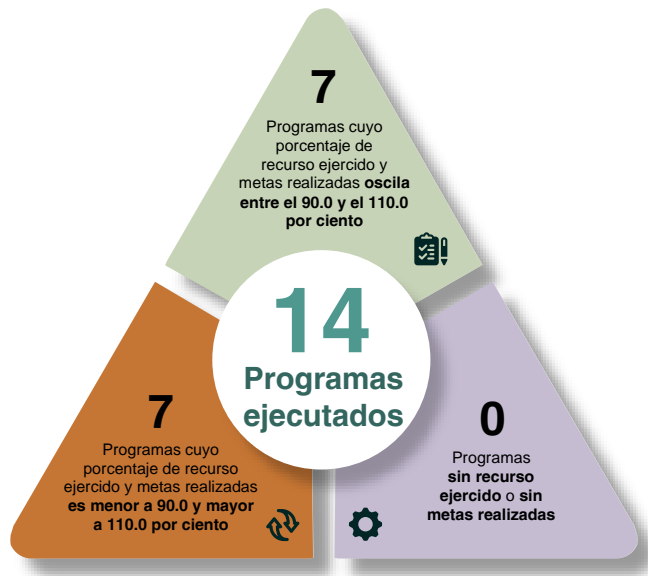 7
Programas cuyo
porcentaje de
recurso ejercido y
metas realizadas oscila
entre el 90.0 y el 110.0
por ciento
14
Programas
ejecutados
7
Programas cuyo
porcentaje de recurso
ejercido y metas realizadas
es menor a 90.0 y mayor
a 110.0 por ciento
0
Programas
sin recurso
ejercido o sin
metas realizadas